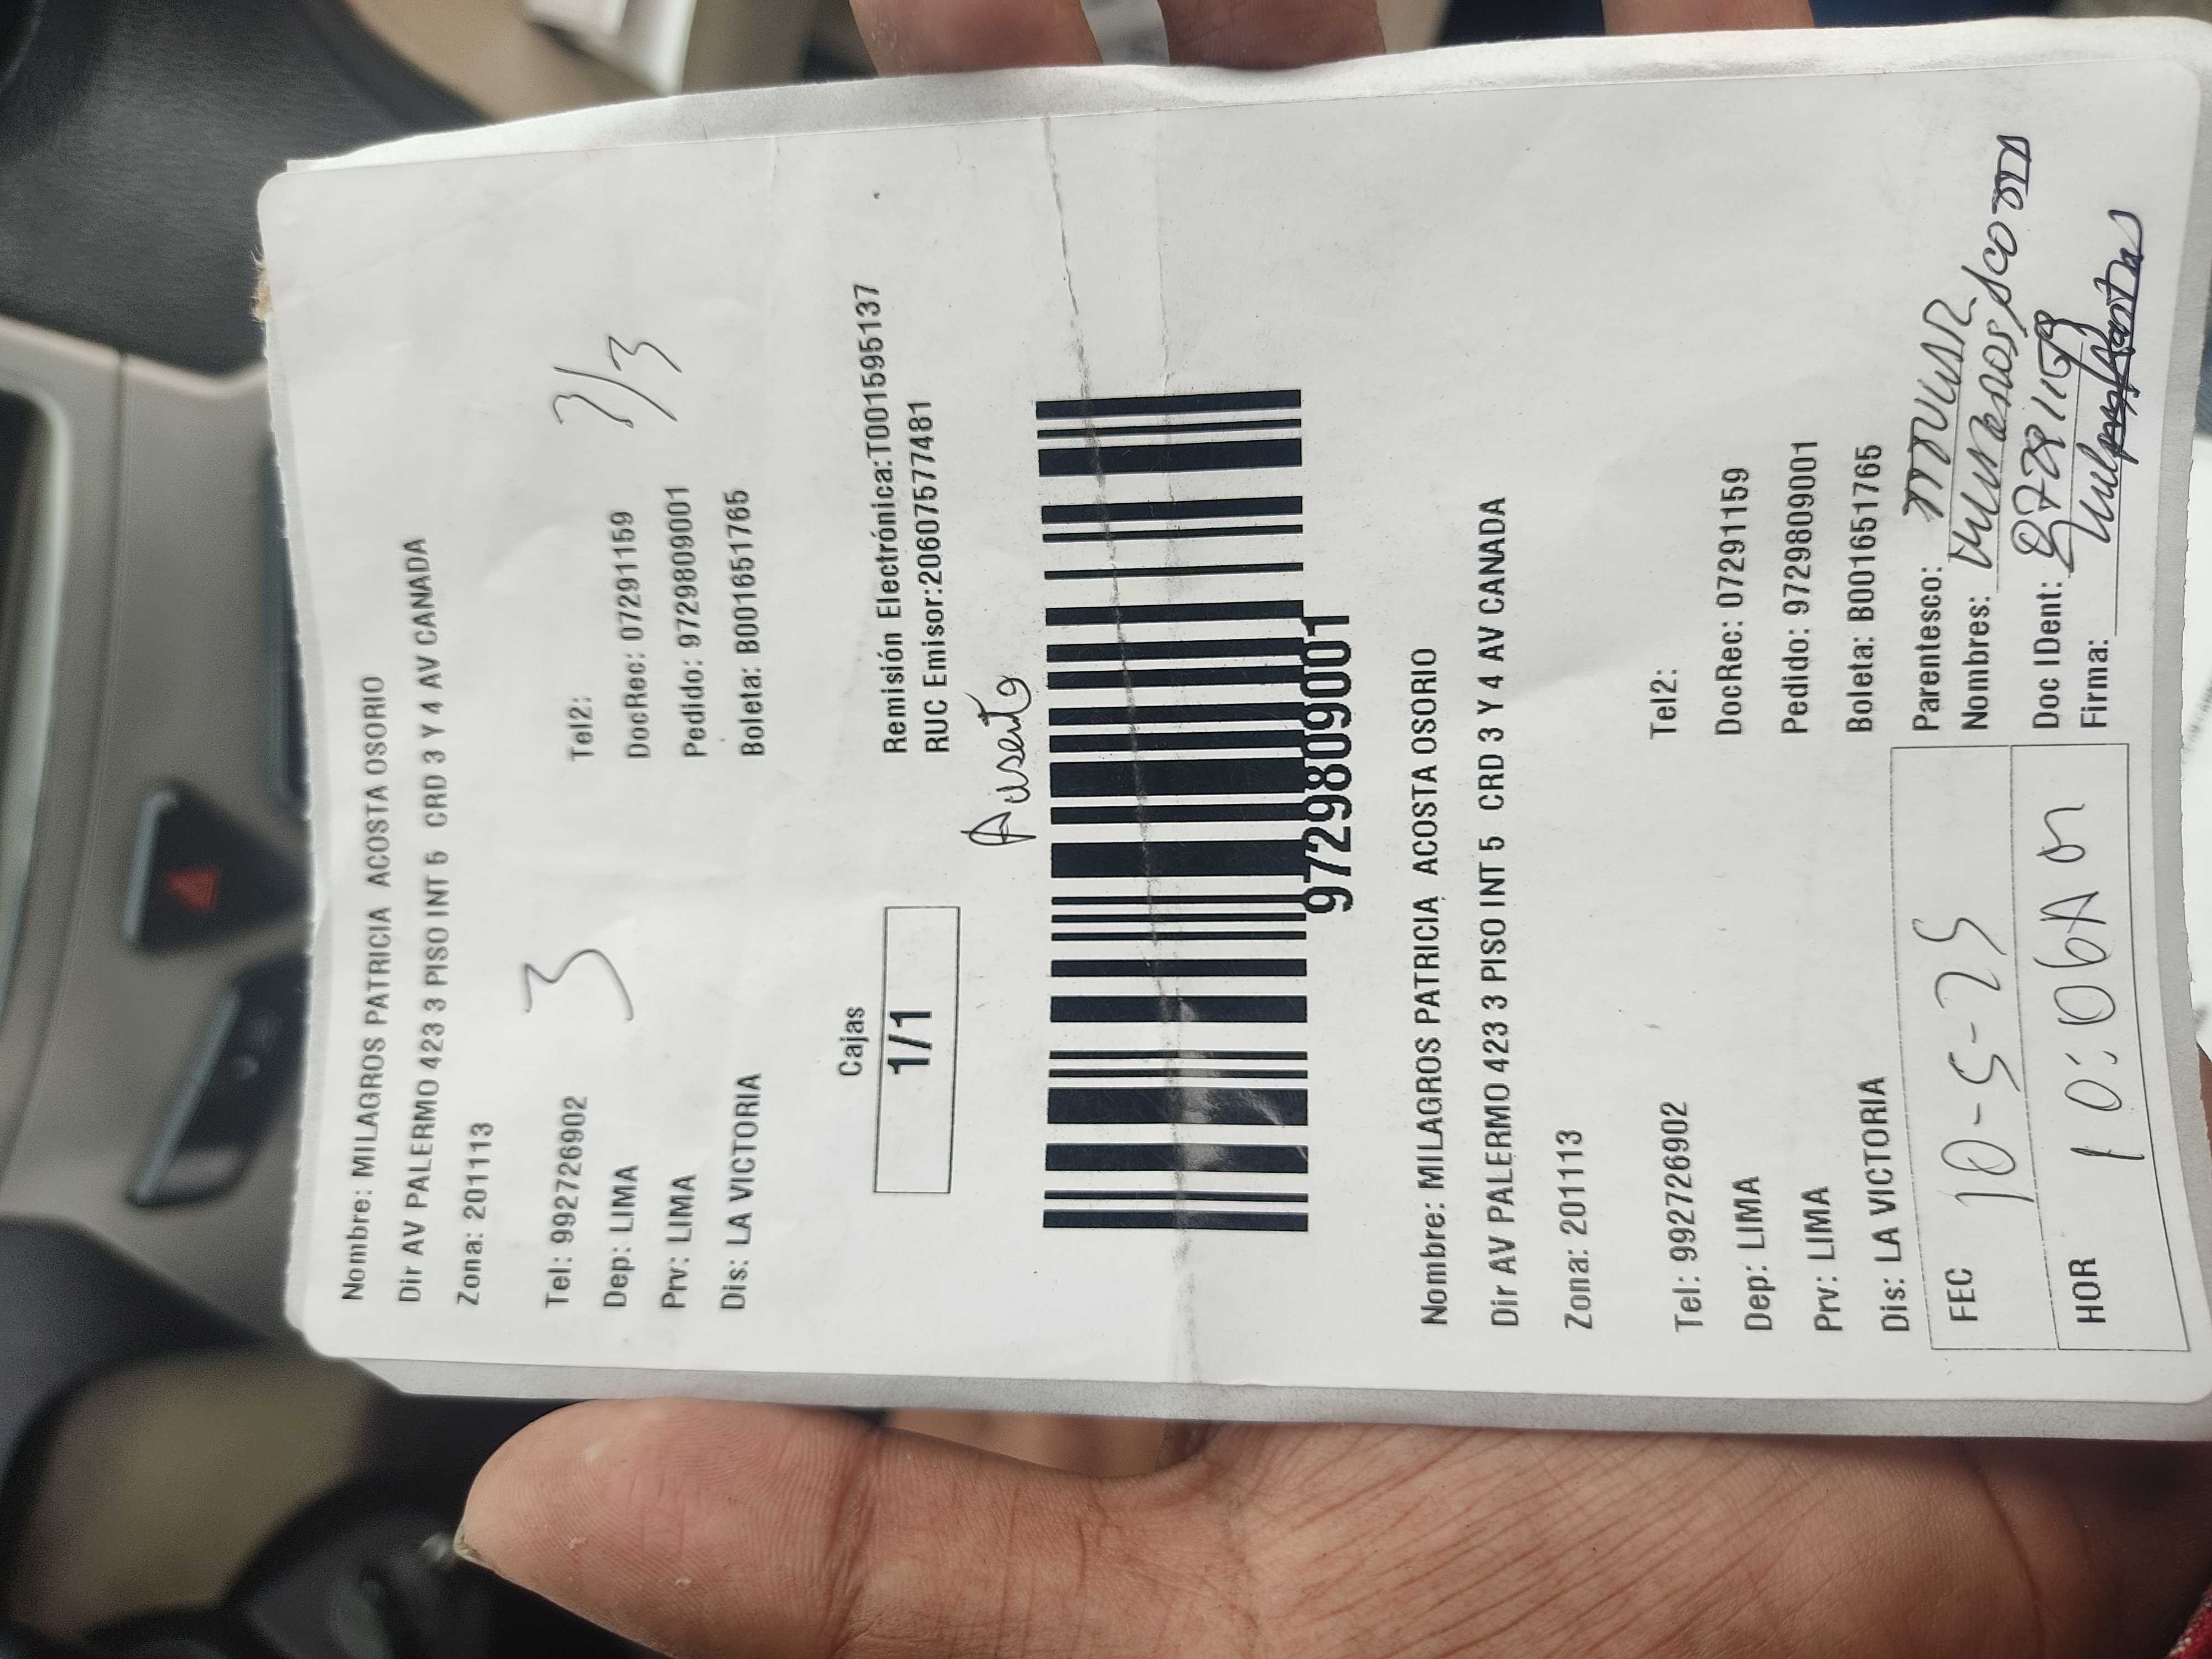 Nombre: MILAGROS PATRICIA ACOSTA OSORIO
Dir AV PALERMO 423 3 PISO INT 5 CRD 3 Y 4 AV CANADA
Zona: 201113
3
3/3
Tel: 992726902 Tel2:
Dep: LIMA DocRec: 07291159
Prv: LIMA Pedido: 9729809001
Dis: LA VICTORIA Boleta: B001651765
Cajas
1/1
Remisión Electrónica:T001595137
RUC Emisor:20607577481
Ausente
9729809001
Nombre: MILAGROS PATRICIA ACOSTA OSORIO
Dir AV PALERMO 423 3 PISO INT 5 CRD 3 Y 4 AV CANADA
Zona: 201113
Tel: 992726902 Tel2:
Dep: LIMA DocRec: 07291159
Prv: LIMA Pedido: 9729809001
Dis: LA VICTORIA Boleta: B001651765
FEC 10-5-25
HOR 10:06Am
Parentesco:
Nombres:
Doc IDent:
Firma: